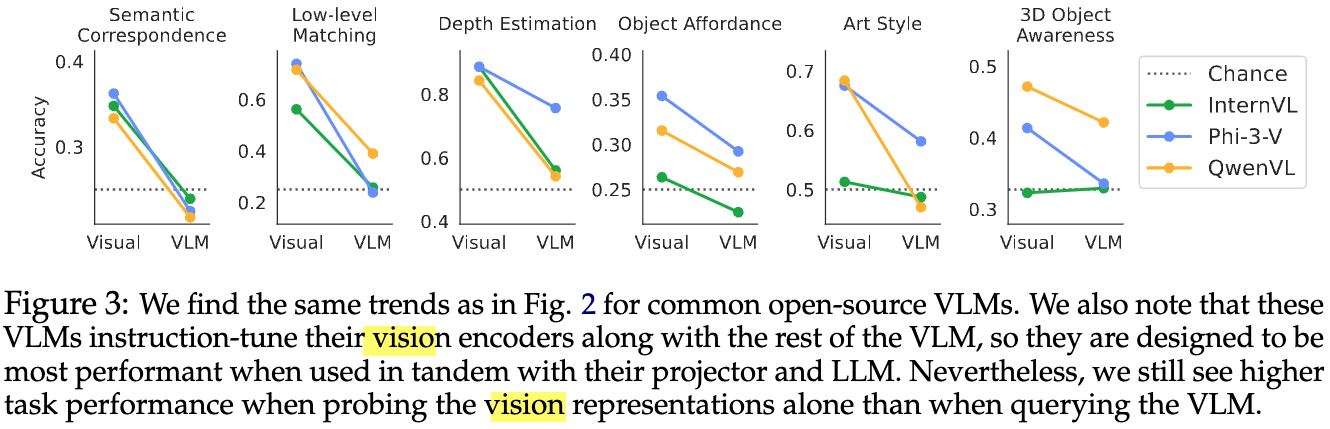 Semantic
Correspondence
Low-level
Matching
Depth Estimation
Object Affordance
Art Style
3D Object
Awareness
Accuracy
0.4
0.3
0.6
0.4
0.2
0.8
0.6
0.4
0.40
0.35
0.30
0.25
0.7
0.6
0.5
0.5
0.4
0.3
Visual VLM
Visual VLM
Visual VLM
Visual VLM
Visual VLM
Visual VLM
Chance
InternVL
Phi-3-V
QwenVL
Figure 3: We find the same trends as in Fig. 2 for common open-source VLMs. We also note that these
VLMs instruction-tune their vision encoders along with the rest of the VLM, so they are designed to be
most performant when used in tandem with their projector and LLM. Nevertheless, we still see higher
task performance when probing the vision representations alone than when querying the VLM.